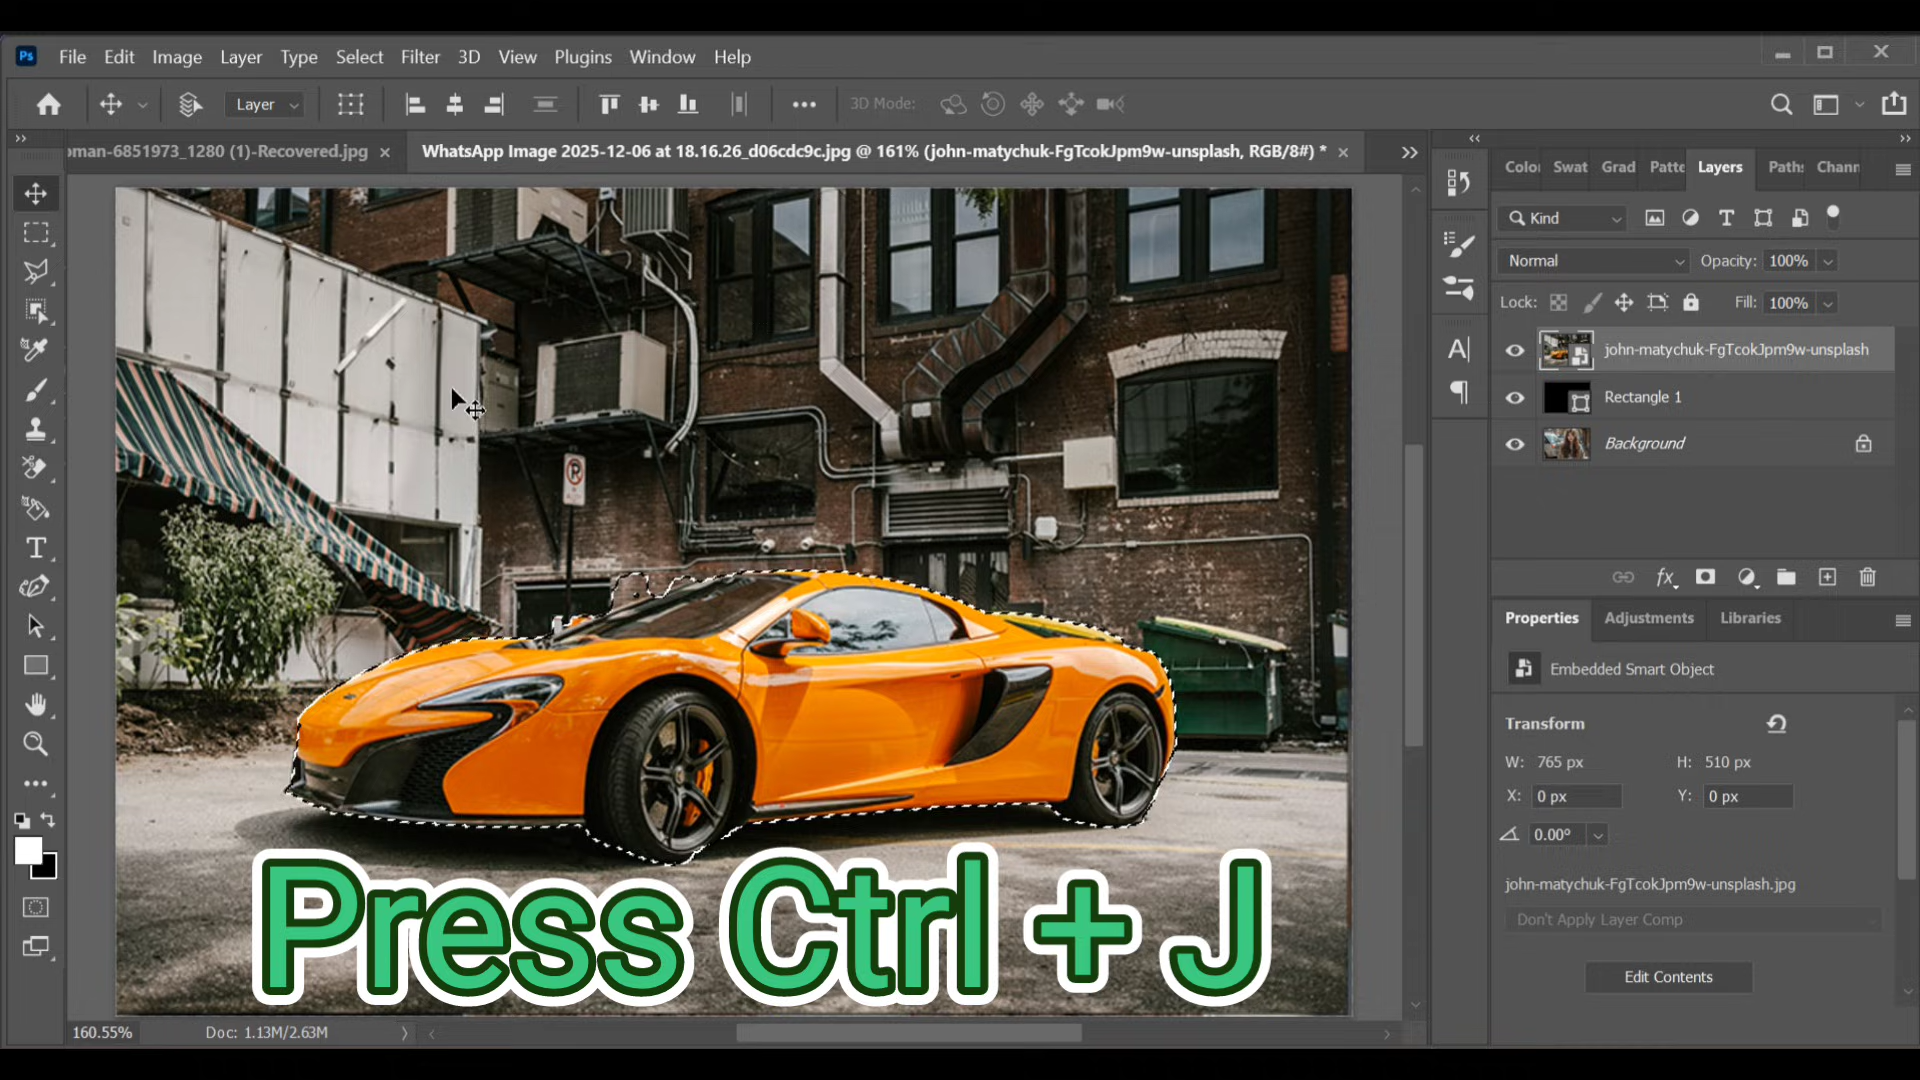 Ps File Edit Image Layer Type Select Filter 3D View Plugins Window Help
Layer 3D Mode:
oman-6851973_1280 (1)-Recovered.jpg × WhatsApp Image 2025-12-06 at 18.16.26_d06cdc9c.jpg @ 161% (john-matychuk-FgTcokJpm9w-unsplash, RGB/8#) * ×
Color Swat Grad Patte Layers Paths Chann
Kind
Normal Opacity: 100%
Lock: Fill: 100%
john-matychuk-FgTcokJpm9w-unsplash
Rectangle 1
Background
fx
Properties Adjustments Libraries
Embedded Smart Object
Transform
W: 765 px H: 510 px
X: 0 px Y: 0 px
0.00°
john-matychuk-FgTcokJpm9w-unsplash.jpg
Don't Apply Layer Comp
Edit Contents
Press Ctrl + J
160.55% Doc: 1.13M/2.63M